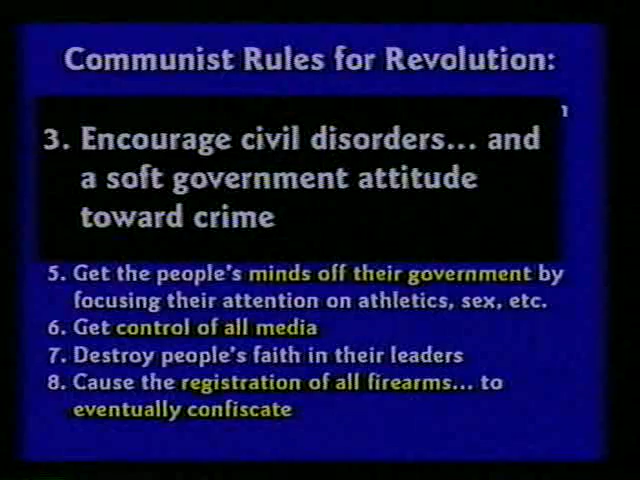 Communist Rules for Revolution:
3. Encourage civil disorders... and
a soft government attitude
toward crime
5. Get the people's minds off their government by
focusing their attention on athletics, sex, etc.
6. Get control of all media
7. Destroy people's faith in their leaders
8. Cause the registration of all firearms... to
eventually confiscate